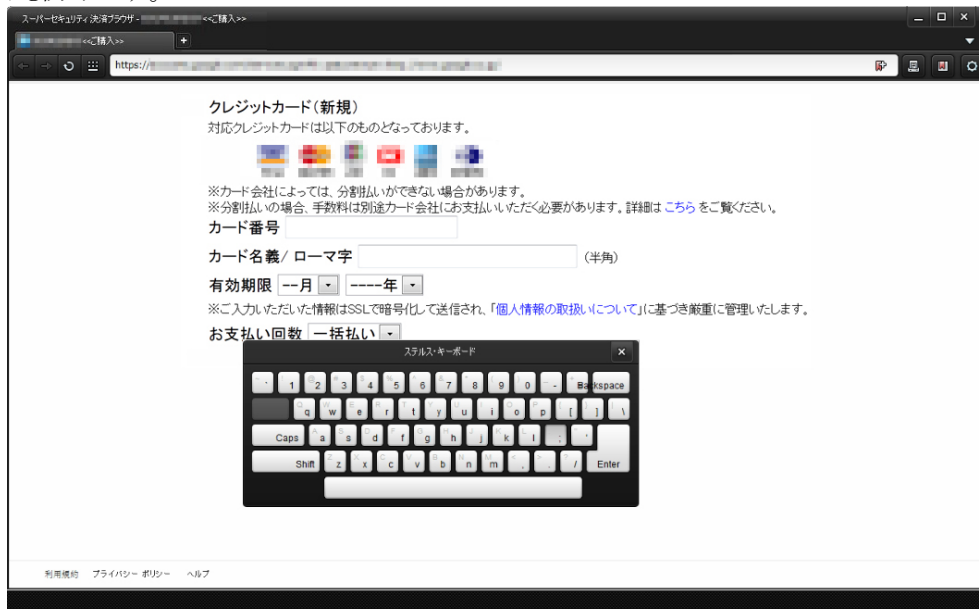 スーパーセキュリティ決済ブラウザ - <<ご購入>>
<<ご購入>>
https://
クレジットカード(新規)
対応クレジットカードは以下のものとなっております。
※カード会社によっては、分割払いができない場合があります。
※分割払いの場合、手数料は別途カード会社にお支払いいただく必要があります。詳細は こちら をご覧ください。
カード番号
カード名義/ ローマ字 (半角)
有効期限 --月 ----年
※ご入力いただいた情報はSSLで暗号化して送信され、「個人情報の取扱いについて」に基づき厳重に管理いたします。
お支払い回数 一括払い
ステルス・キーボード
1 2 3 4 5 6 7 8 9 0 - Backspace
q w e r t y u i o p [ ] \
Caps a s d f g h j k l ; '
Shift z x c v b n m , . / Enter
利用規約 プライバシー ポリシー ヘルプ